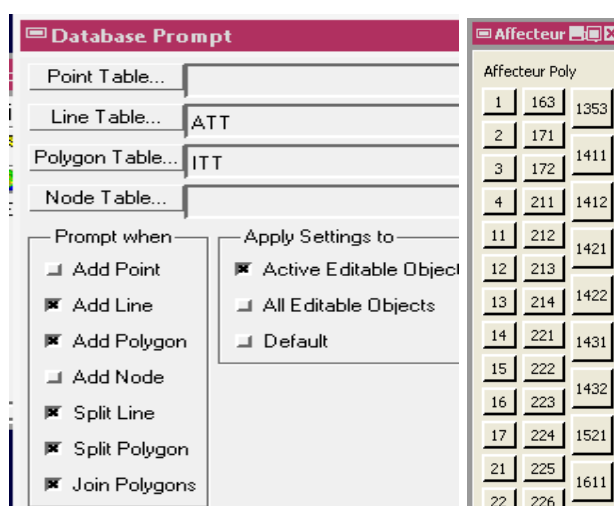 Database Prompt
Point Table...
Line Table... ATT
Polygon Table... ITT
Node Table...
Prompt when
Add Point
Add Line
Add Polygon
Add Node
Split Line
Split Polygon
Join Polygons
Apply Settings to
Active Editable Object
All Editable Objects
Default
Affecteur
Affecteur Poly
1 163 1353
2 171
3 172 1411
4 211 1412
11 212 1421
12 213
13 214 1422
14 221 1431
15 222
16 223 1432
17 224 1521
21 225 1611
22 226